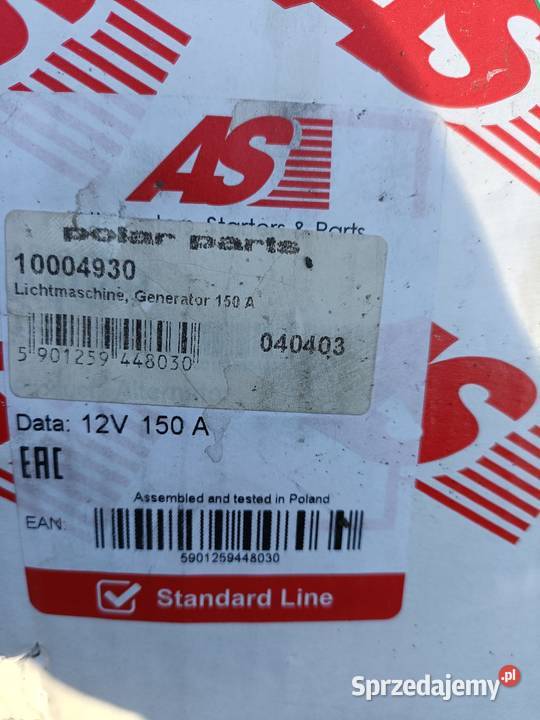 AS
Starters & Parts
polar parts
10004930
Lichtmaschine, Generator 150 A
5 901259 448030
040403
Data: 12V 150 A
EAC
Assembled and tested in Poland
EAN:
5901259448030
Standard Line
Sprzedajemy.pl